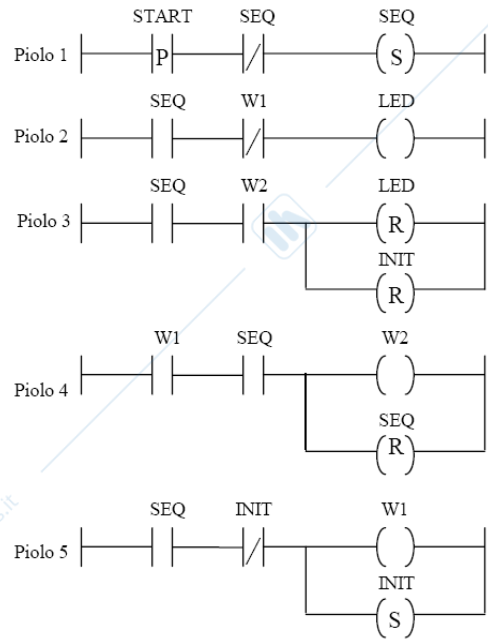 START SEQ SEQ
Piolo 1 P S
SEQ W1 LED
Piolo 2
SEQ W2 LED
Piolo 3 R
INIT
R
W1 SEQ W2
Piolo 4
SEQ
R
SEQ INIT W1
Piolo 5
INIT
S